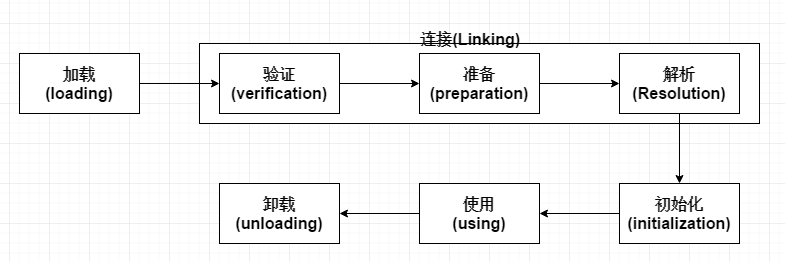 连接(Linking)
加载
(loading)
验证
(verification)
准备
(preparation)
解析
(Resolution)
卸载
(unloading)
使用
(using)
初始化
(initialization)